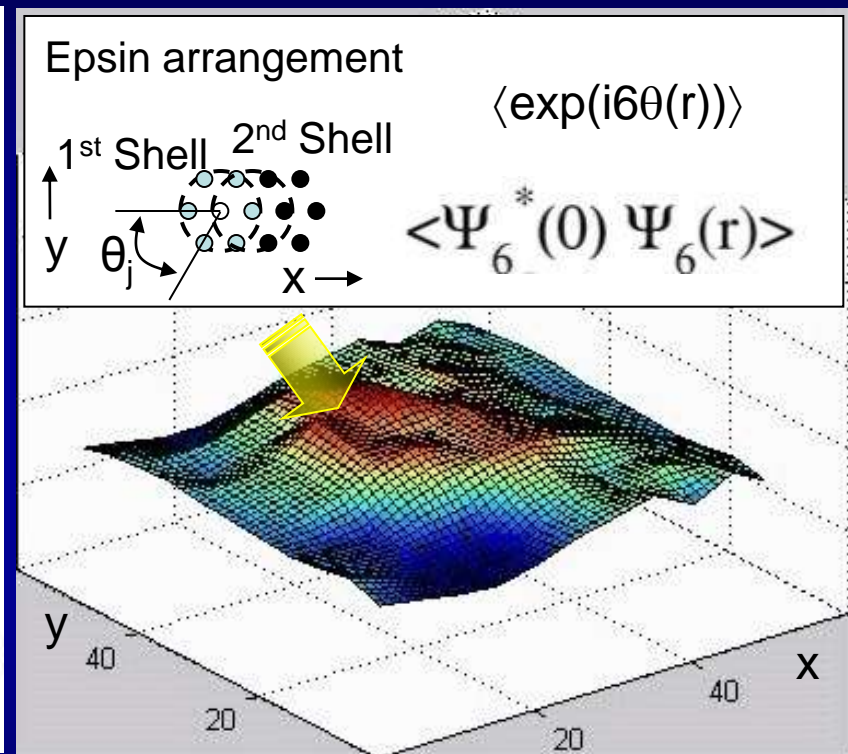 Epsin arrangement
⟨exp(i6θ(r))⟩
1st Shell 2nd Shell
<Ψ6*(0) Ψ6(r)>
y
θj
x
y
x
40
40
20
20